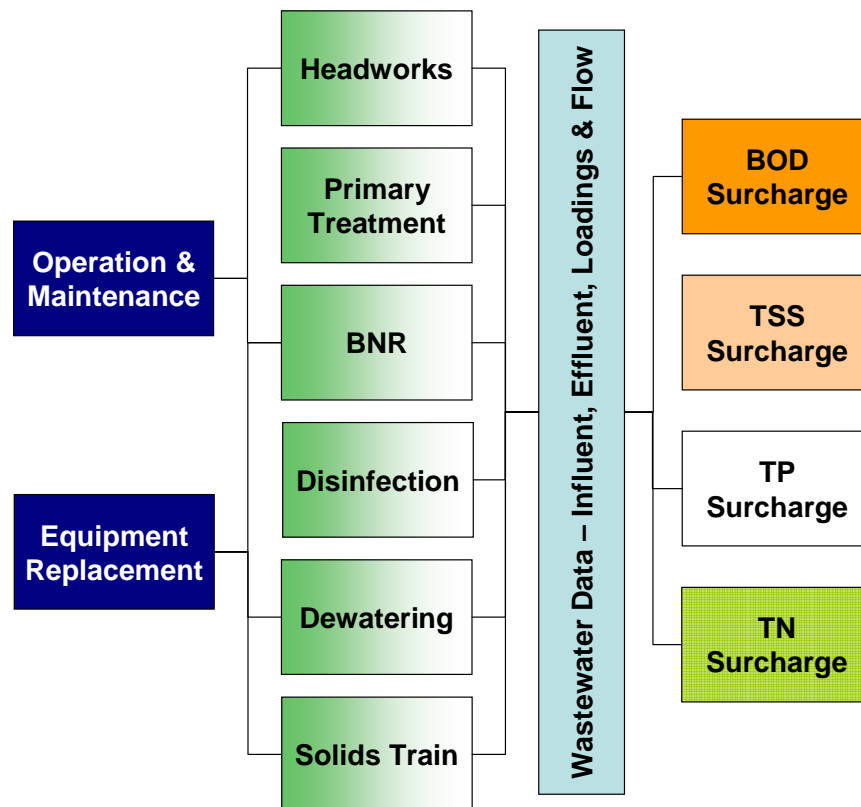 Operation &
Maintenance
Equipment
Replacement
Headworks
Primary
Treatment
BNR
Disinfection
Dewatering
Solids Train
Wastewater Data – Influent, Effluent, Loadings & Flow
BOD
Surcharge
TSS
Surcharge
TP
Surcharge
TN
Surcharge